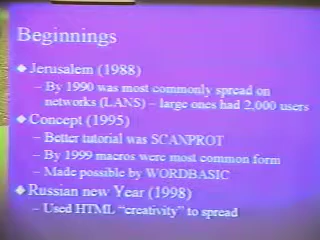 Beginnings
◆ Jerusalem (1988)
– By 1990 was most commonly spread on
networks (LANS) – large ones had 2,000 users
◆ Concept (1995)
– Better tutorial was SCANPROT
– By 1999 macros were most common form
– Made possible by WORDBASIC
◆ Russian new Year (1998)
– Used HTML “creativity” to spread